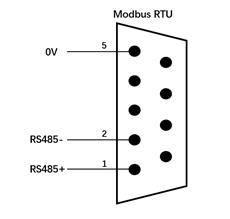 Modbus RTU
0V 5
RS485- 2
RS485+ 1